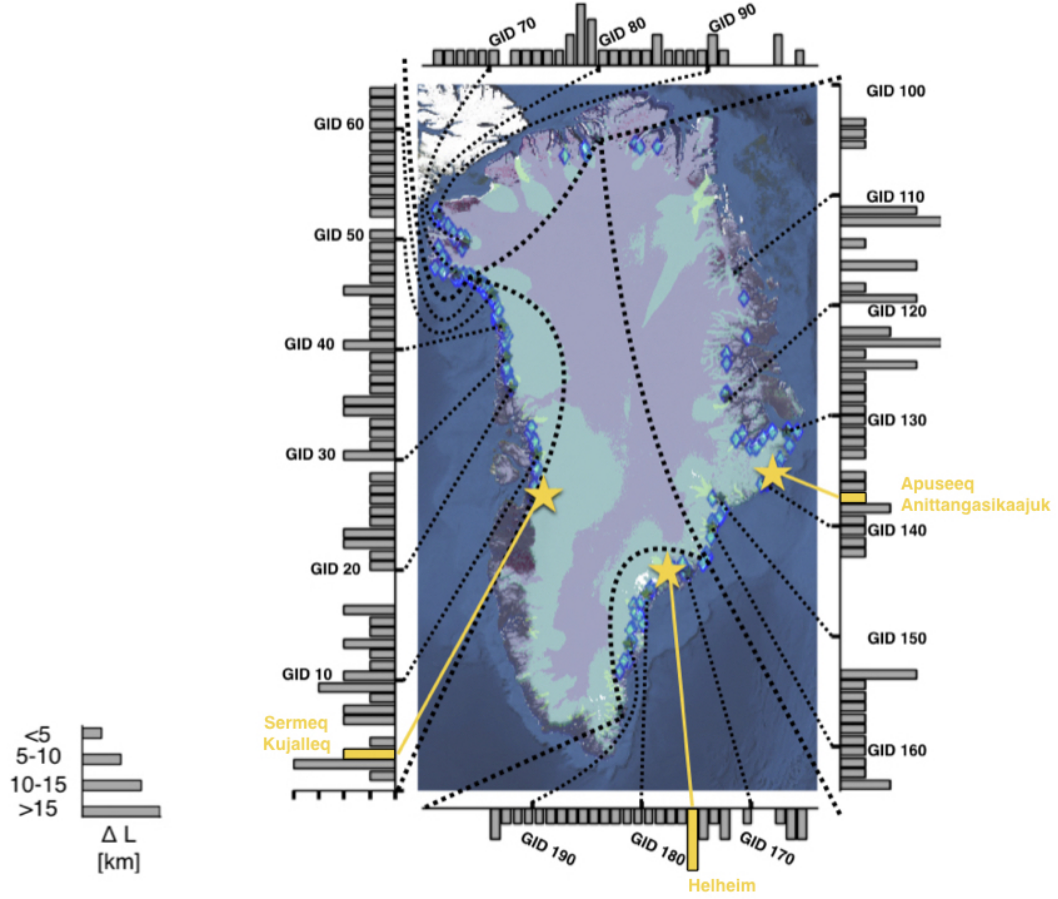 GID 70
GID 80
GID 90
GID 60
GID 50
GID 40
GID 30
GID 20
GID 10
Sermeq
Kujalleq
GID 100
GID 110
GID 120
GID 130
Apuseeq
Anittangasikaajuk
GID 140
GID 150
GID 160
GID 190
GID 180
GID 170
Helheim
<5
5-10
10-15
>15
Δ L
[km]